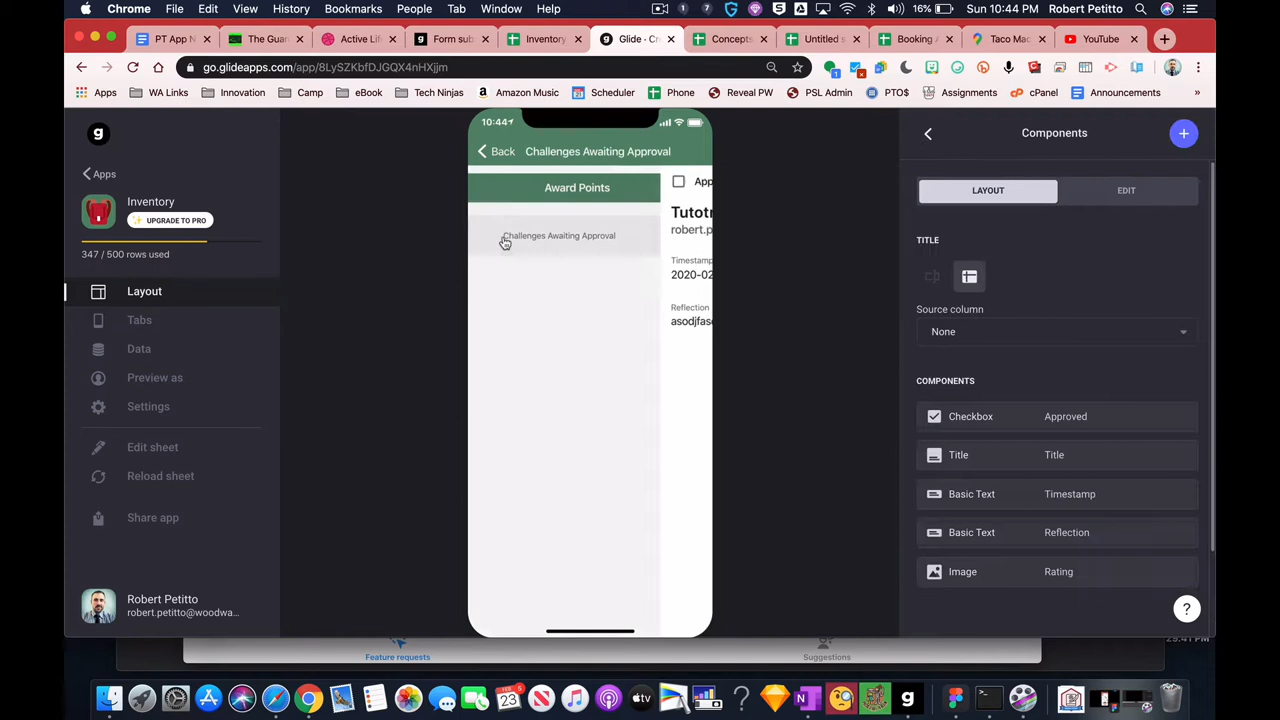 Chrome File Edit View History Bookmarks People Tab Window Help 16% Sun 10:44 PM Robert Petitto
PT App N The Gua Active Lif Form sub Inventory Glide - Cr Concepts Untitled s Booking Taco Mac YouTube
go.glideapps.com/app/8LySZKbfDJGQX4nHXjjm
Apps WA Links Innovation Camp eBook Tech Ninjas Amazon Music Scheduler Phone Reveal PW PSL Admin PTO$ Assignments cPanel Announcements »
g
Apps
Inventory
UPGRADE TO PRO
347 / 500 rows used
Layout
Tabs
Data
Preview as
Settings
Edit sheet
Reload sheet
Share app
Robert Petitto
robert.petitto@woodwa...
10:44
Back Challenges Awaiting Approval
Award Points
Challenges Awaiting Approval
App
Tutotr
robert.p
Timestamp
2020-02
Reflection
asodjfaso
Components
LAYOUT EDIT
TITLE
Source column
None
COMPONENTS
Checkbox Approved
Title Title
Basic Text Timestamp
Basic Text Reflection
Image Rating
?
Feature requests Suggestions